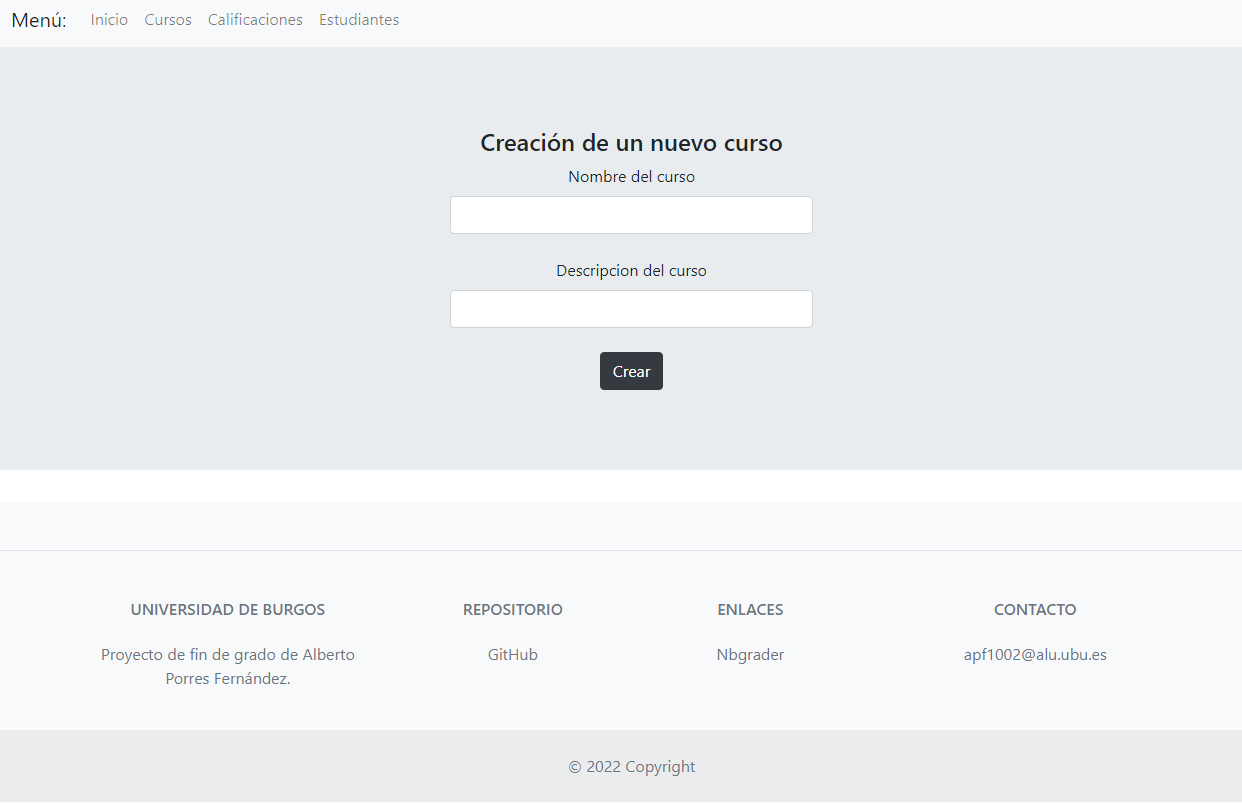 Menú: Inicio Cursos Calificaciones Estudiantes
Creación de un nuevo curso
Nombre del curso
Descripcion del curso
Crear
UNIVERSIDAD DE BURGOS
Proyecto de fin de grado de Alberto
Porres Fernández.
REPOSITORIO
GitHub
ENLACES
Nbgrader
CONTACTO
apf1002@alu.ubu.es
© 2022 Copyright